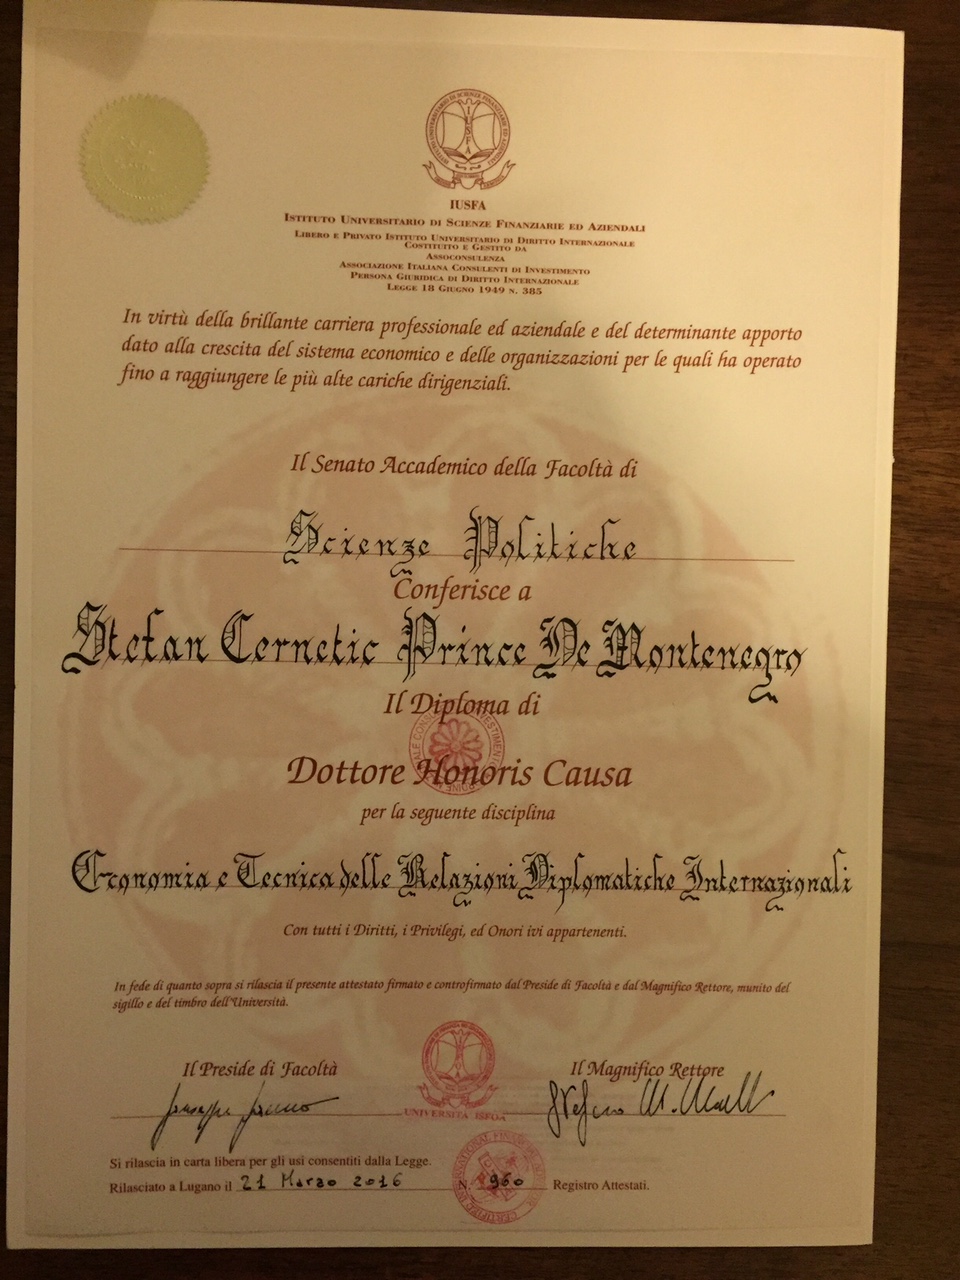 IUSFA
ISTITUTO UNIVERSITARIO DI SCIENZE FINANZIARIE ED AZIENDALI
LIBERO E PRIVATO ISTITUTO UNIVERSITARIO DI DIRITTO INTERNAZIONALE
COSTITUITO E GESTITO DA
ASSOCONSULENZA
ASSOCIAZIONE ITALIANA CONSULENTI DI INVESTIMENTO
PERSONA GIURIDICA DI DIRITTO INTERNAZIONALE
LEGGE 18 GIUGNO 1949 N. 385
In virtù della brillante carriera professionale ed aziendale e del determinante apporto
dato alla crescita del sistema economico e delle organizzazioni per le quali ha operato
fino a raggiungere le più alte cariche dirigenziali.
Il Senato Accademico della Facoltà di
Scienze Politiche
Conferisce a
Stefan Cernetic Prince De Montenegro
Il Diploma di
Dottore Honoris Causa
per la seguente disciplina
Economia e Tecnica delle Relazioni Diplomatiche Internazionali
Con tutti i Diritti, i Privilegi, ed Onori ivi appartenenti.
In fede di quanto sopra si rilascia il presente attestato firmato e controfirmato dal Preside di Facoltà e dal Magnifico Rettore, munito del
sigillo e del timbro dell'Università.
Il Preside di Facoltà
Il Magnifico Rettore
UNIVERSITÀ ISFOA
Si rilascia in carta libera per gli usi consentiti dalla Legge.
Rilasciato a Lugano il 21 Marzo 2016 N. 960 Registro Attestati.